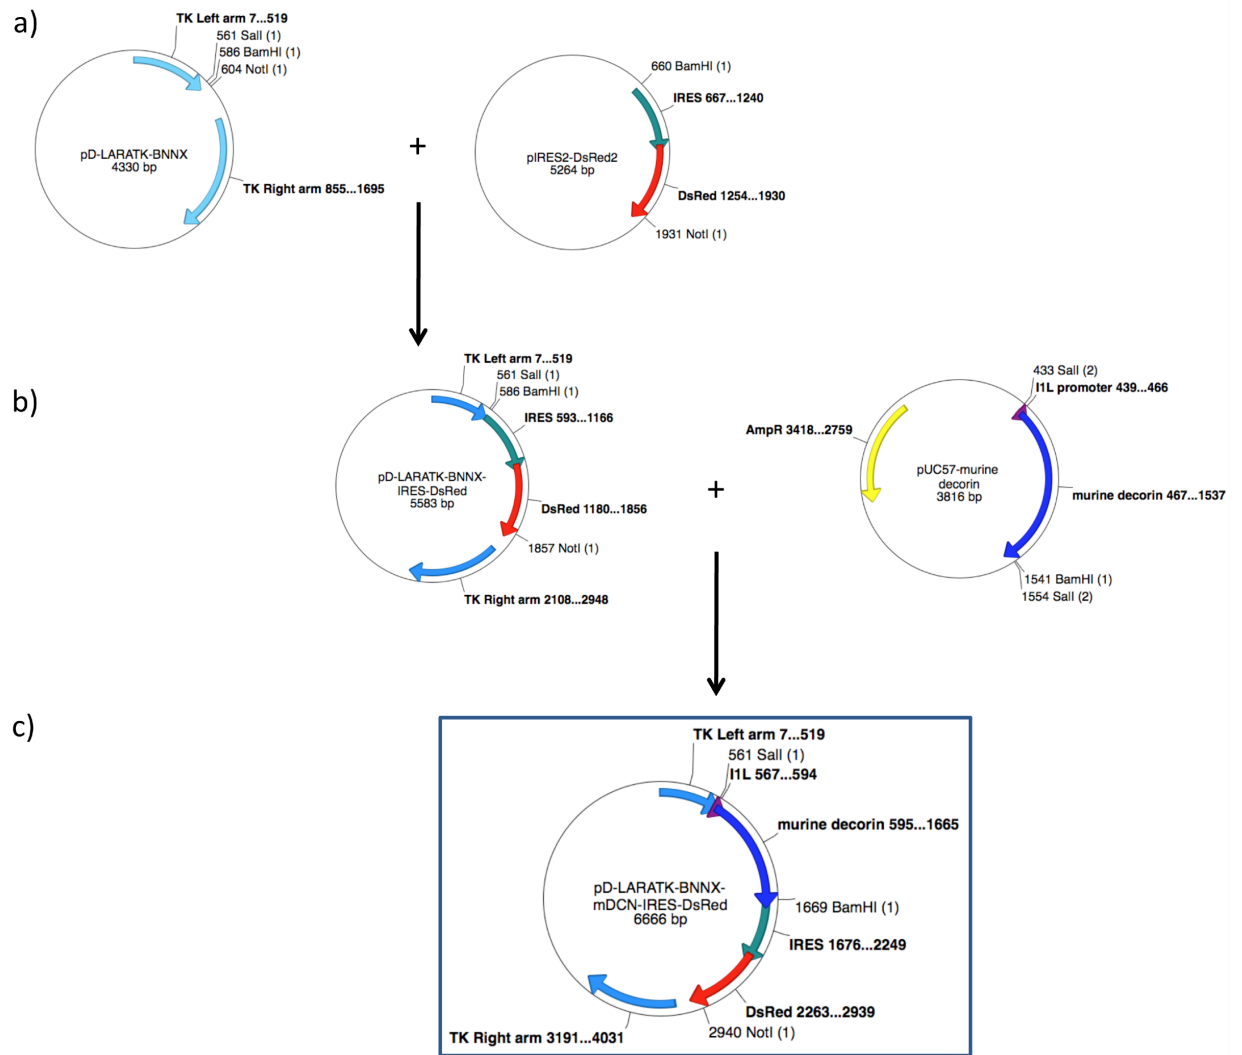 a)
TK Left arm 7...519
561 SalI (1)
586 BamHI (1)
604 NotI (1)
pD-LARATK-BNNX
4330 bp
TK Right arm 855...1695
+
660 BamHI (1)
IRES 667...1240
pIRES2-DsRed2
5264 bp
DsRed 1254...1930
1931 NotI (1)
b)
TK Left arm 7...519
561 SalI (1)
586 BamHI (1)
IRES 593...1166
pD-LARATK-BNNX-
IRES-DsRed
5583 bp
DsRed 1180...1856
1857 NotI (1)
TK Right arm 2108...2948
+
433 SalI (2)
I1L promoter 439...466
AmpR 3418...2759
pUC57-murine
decorin
3816 bp
murine decorin 467...1537
1541 BamHI (1)
1554 SalI (2)
c)
TK Left arm 7...519
561 SalI (1)
I1L 567...594
murine decorin 595...1665
pD-LARATK-BNNX-
mDCN-IRES-DsRed
6666 bp
1669 BamHI (1)
IRES 1676...2249
DsRed 2263...2939
2940 NotI (1)
TK Right arm 3191...4031